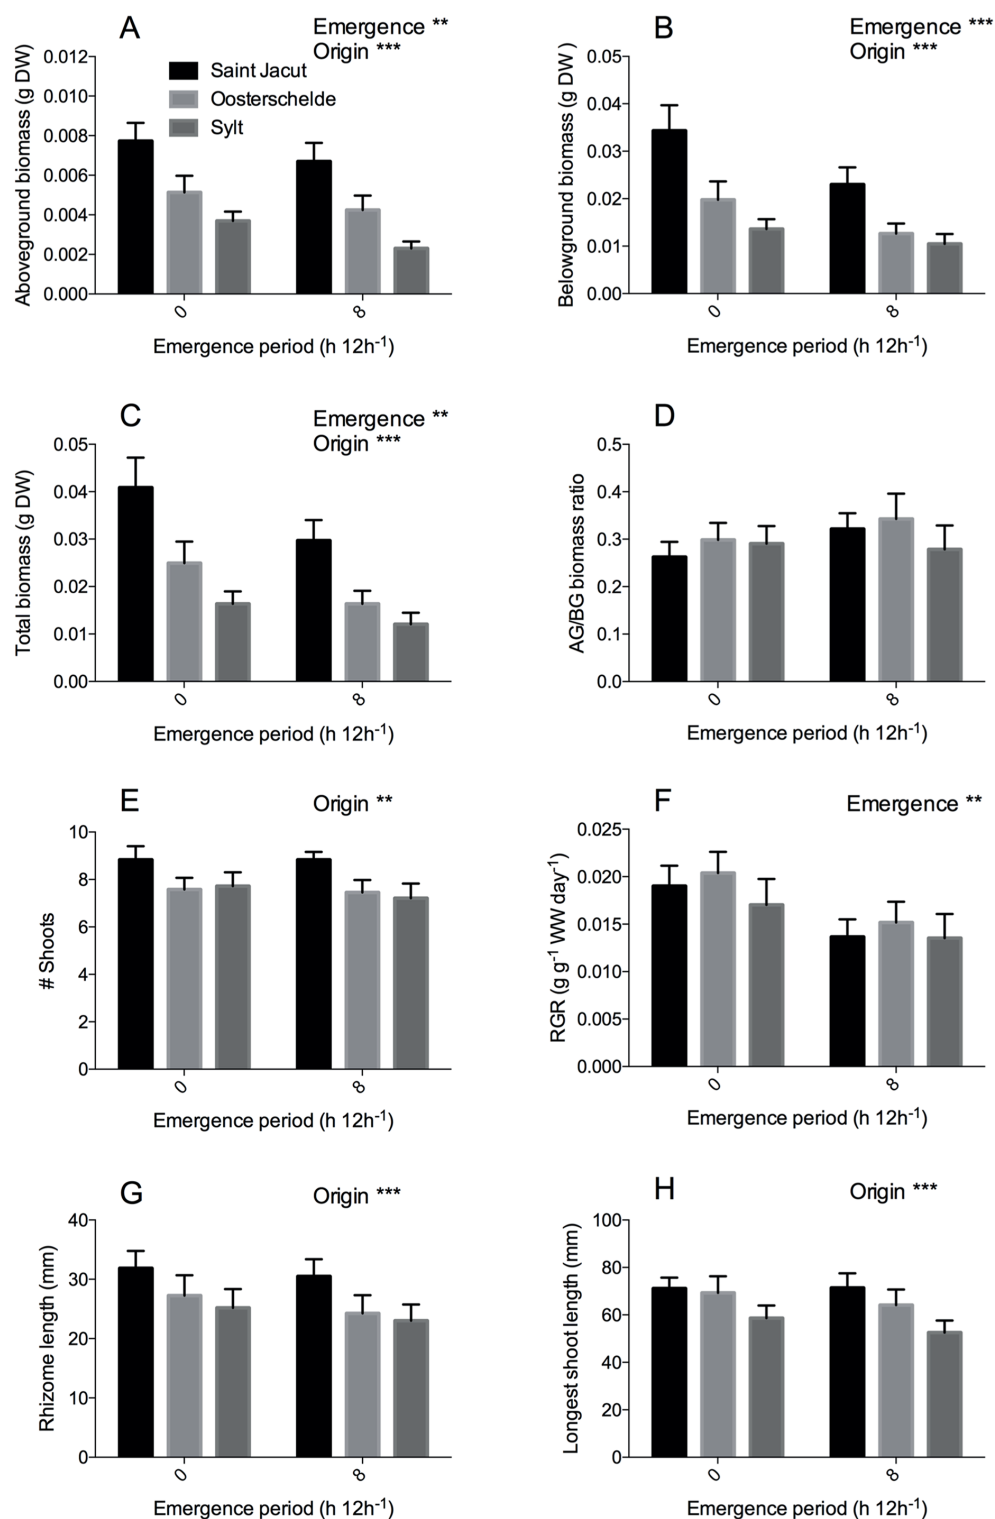 A
Emergence **
Origin ***
Aboveground biomass (g DW)
0.012
0.010
0.008
0.006
0.004
0.002
0.000
Saint Jacut
Oosterschelde
Sylt
0
8
Emergence period (h 12h-1)
B
Emergence ***
Origin ***
Belowground biomass (g DW )
0.05
0.04
0.03
0.02
0.01
0.00
0
8
Emergence period (h 12h-1)
C
Emergence **
Origin ***
Total biomass (g DW)
0.05
0.04
0.03
0.02
0.01
0.00
0
8
Emergence period (h 12h-1)
D
AG/BG biomass ratio
0.5
0.4
0.3
0.2
0.1
0.0
0
8
Emergence period (h 12h-1)
E
Origin **
# Shoots
10
8
6
4
2
0
0
8
Emergence period (h 12h-1)
F
Emergence **
RGR (g g-1 WW day-1)
0.025
0.020
0.015
0.010
0.005
0.000
0
8
Emergence period (h 12h-1)
G
Origin ***
Rhizome length (mm)
40
30
20
10
0
0
8
Emergence period (h 12h-1)
H
Origin ***
Longest shoot length (mm)
100
80
60
40
20
0
0
8
Emergence period (h 12h-1)